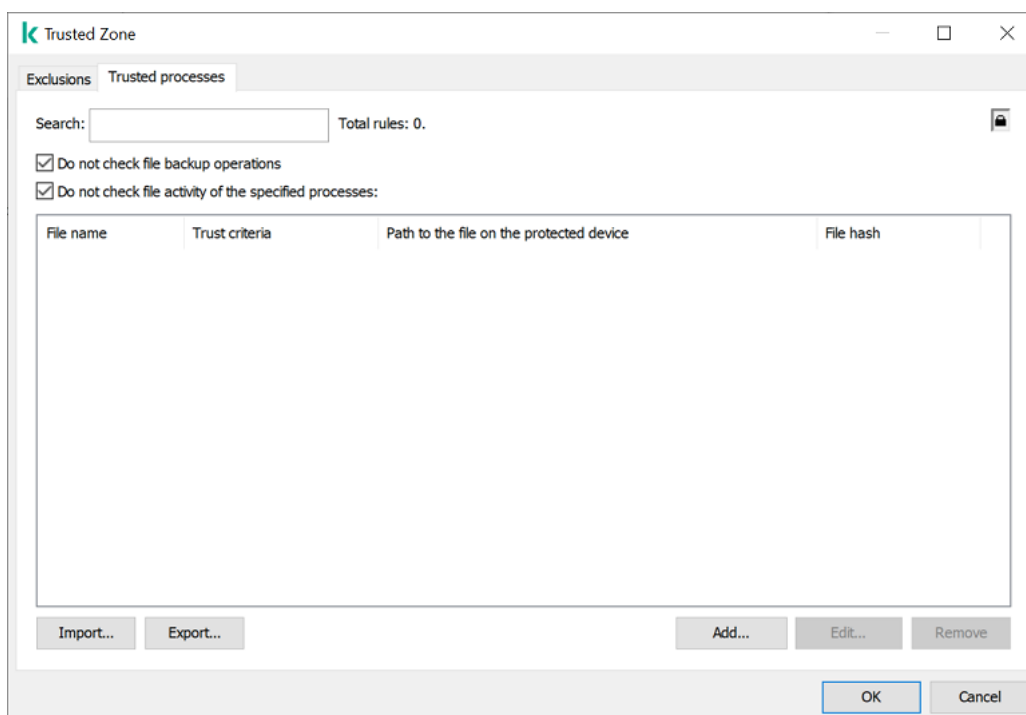 Trusted Zone
Exclusions Trusted processes
Search: Total rules: 0.
Do not check file backup operations
Do not check file activity of the specified processes:
File name Trust criteria Path to the file on the protected device File hash
Import... Export... Add... Edit... Remove
OK Cancel